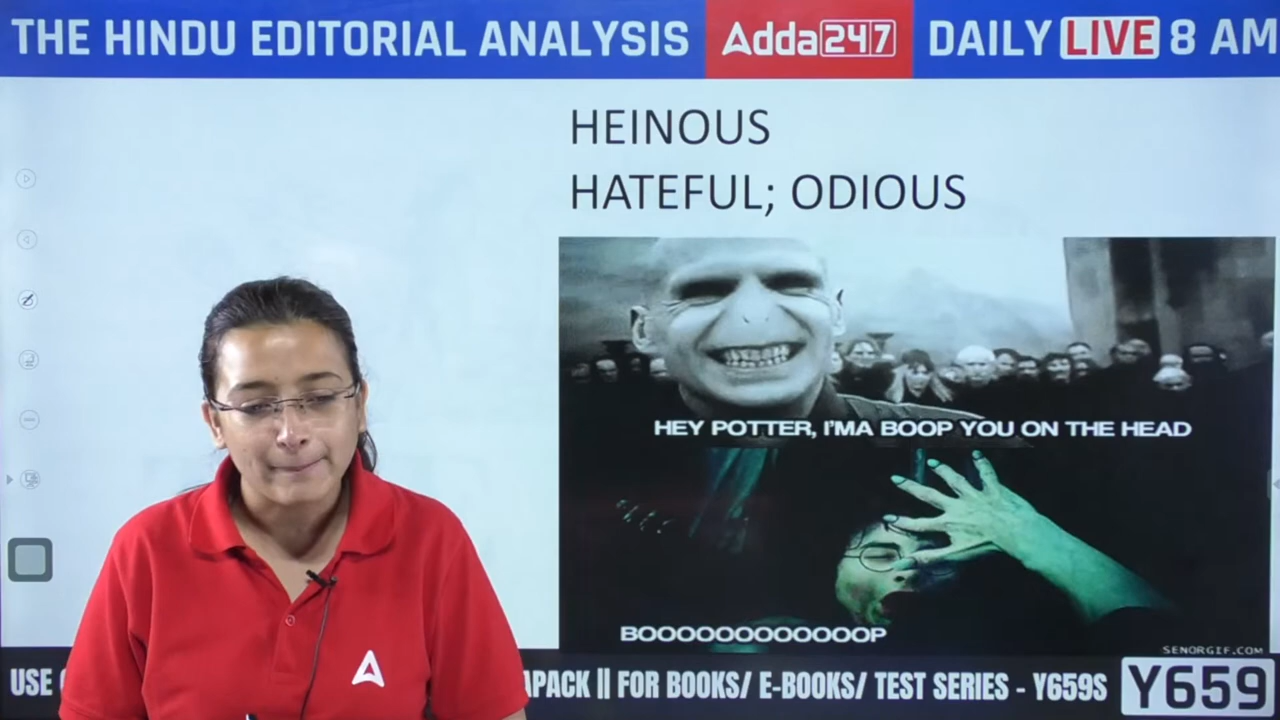 THE HINDU EDITORIAL ANALYSIS Adda247 DAILY LIVE 8 AM
HEINOUS
HATEFUL; ODIOUS
HEY POTTER, I'MA BOOP YOU ON THE HEAD
BOOOOOOOOOOOOP
SENORGIF.COM
USE APACK || FOR BOOKS/ E-BOOKS/ TEST SERIES - Y659S Y659